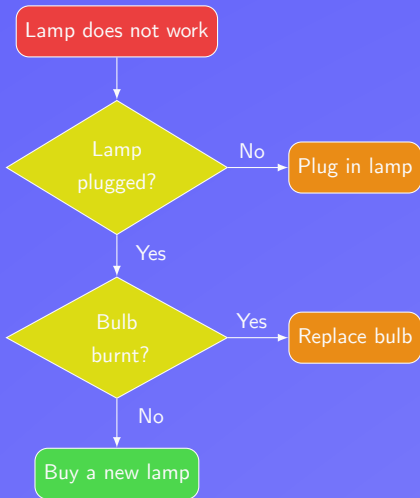 Lamp does not work
Lamp
plugged?
No
Plug in lamp
Yes
Bulb
burnt?
Yes
Replace bulb
No
Buy a new lamp